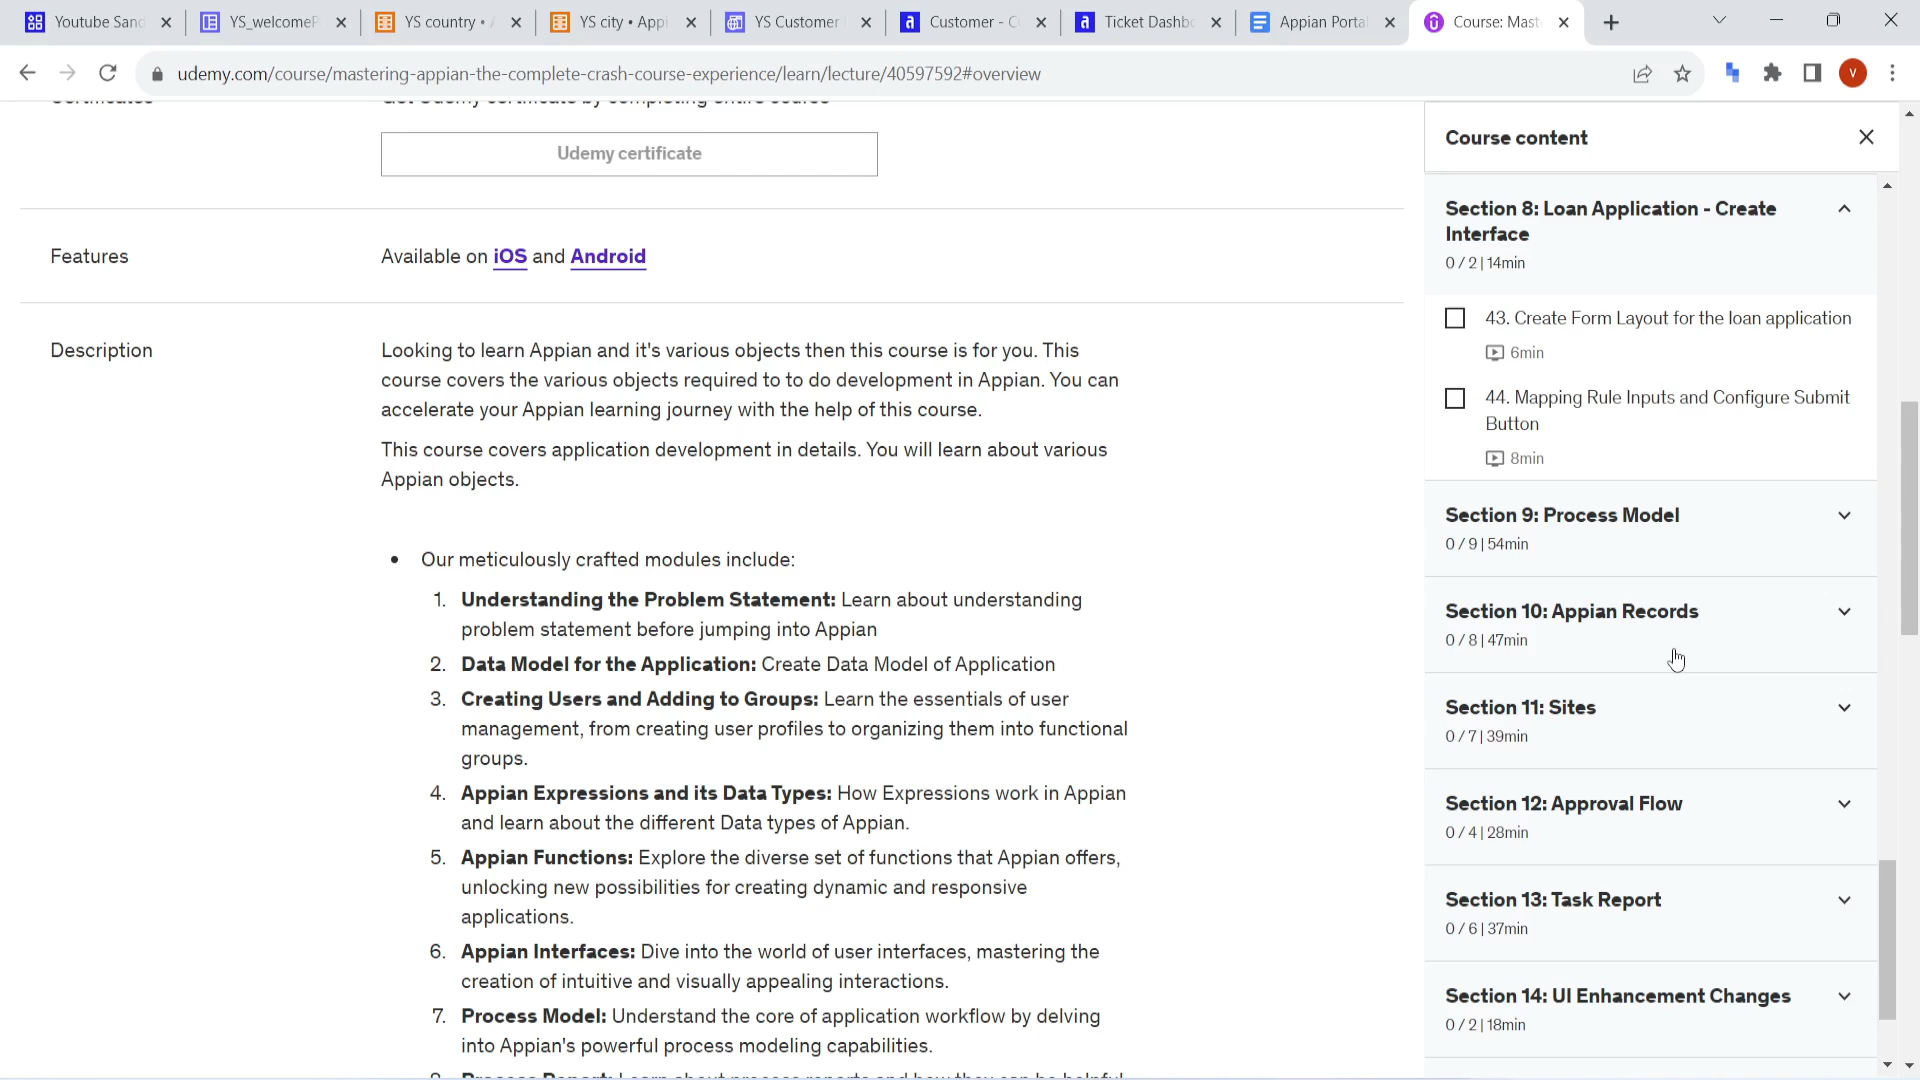 Youtube Sand
YS_welcomeP
YS country •
YS city • Appi
YS Customer
Customer - C
Ticket Dashbo
Appian Portal
Course: Mast
udemy.com/course/mastering-appian-the-complete-crash-course-experience/learn/lecture/40597592#overview
V
Certificates
Get Udemy certificate by completing entire course
Udemy certificate
Features
Available on iOS and Android
Description
Looking to learn Appian and it's various objects then this course is for you. This
course covers the various objects required to to do development in Appian. You can
accelerate your Appian learning journey with the help of this course.
This course covers application development in details. You will learn about various
Appian objects.
• Our meticulously crafted modules include:
1. Understanding the Problem Statement: Learn about understanding
problem statement before jumping into Appian
2. Data Model for the Application: Create Data Model of Application
3. Creating Users and Adding to Groups: Learn the essentials of user
management, from creating user profiles to organizing them into functional
groups.
4. Appian Expressions and its Data Types: How Expressions work in Appian
and learn about the different Data types of Appian.
5. Appian Functions: Explore the diverse set of functions that Appian offers,
unlocking new possibilities for creating dynamic and responsive
applications.
6. Appian Interfaces: Dive into the world of user interfaces, mastering the
creation of intuitive and visually appealing interactions.
7. Process Model: Understand the core of application workflow by delving
into Appian's powerful process modeling capabilities.
Course content
Section 8: Loan Application - Create
Interface
0 / 2 | 14min
43. Create Form Layout for the loan application
6min
44. Mapping Rule Inputs and Configure Submit
Button
8min
Section 9: Process Model
0 / 9 | 54min
Section 10: Appian Records
0 / 8 | 47min
Section 11: Sites
0 / 7 | 39min
Section 12: Approval Flow
0 / 4 | 28min
Section 13: Task Report
0 / 6 | 37min
Section 14: UI Enhancement Changes
0 / 2 | 18min